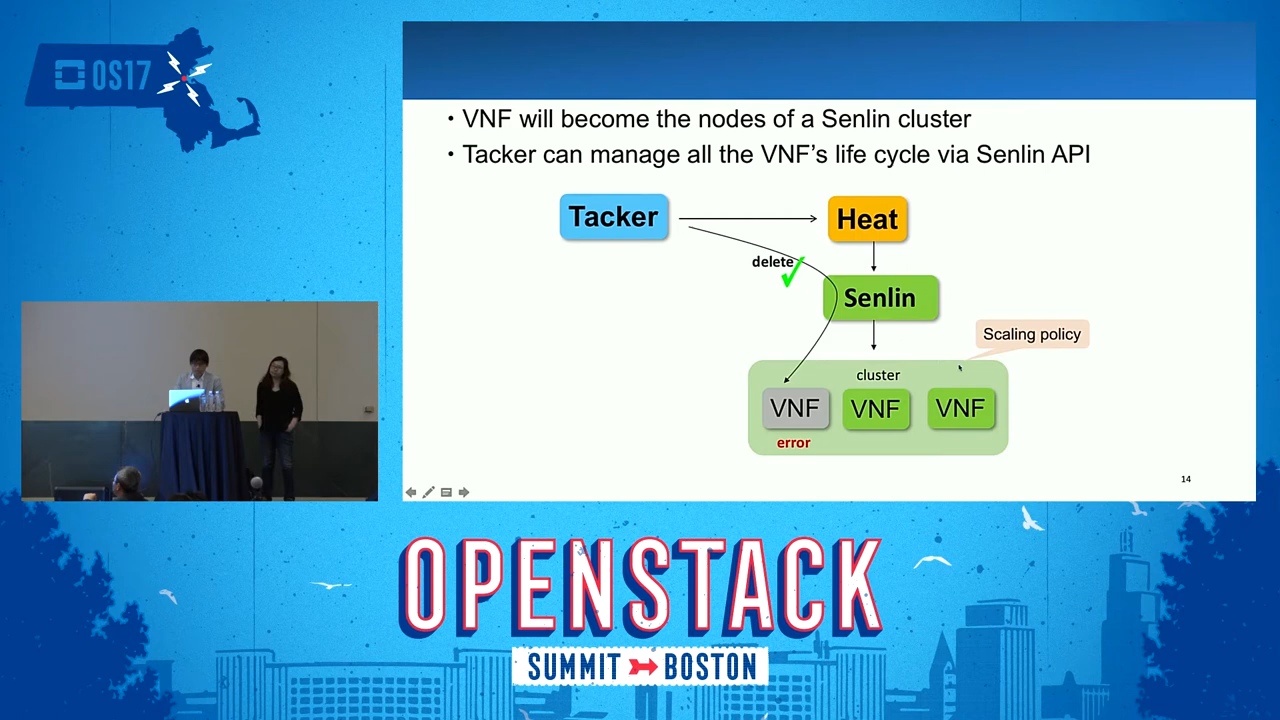 OS17
• VNF will become the nodes of a Senlin cluster
• Tacker can manage all the VNF’s life cycle via Senlin API
Tacker
Heat
delete
Senlin
Scaling policy
cluster
VNF
VNF
VNF
error
14
OPENSTACK
SUMMIT BOSTON